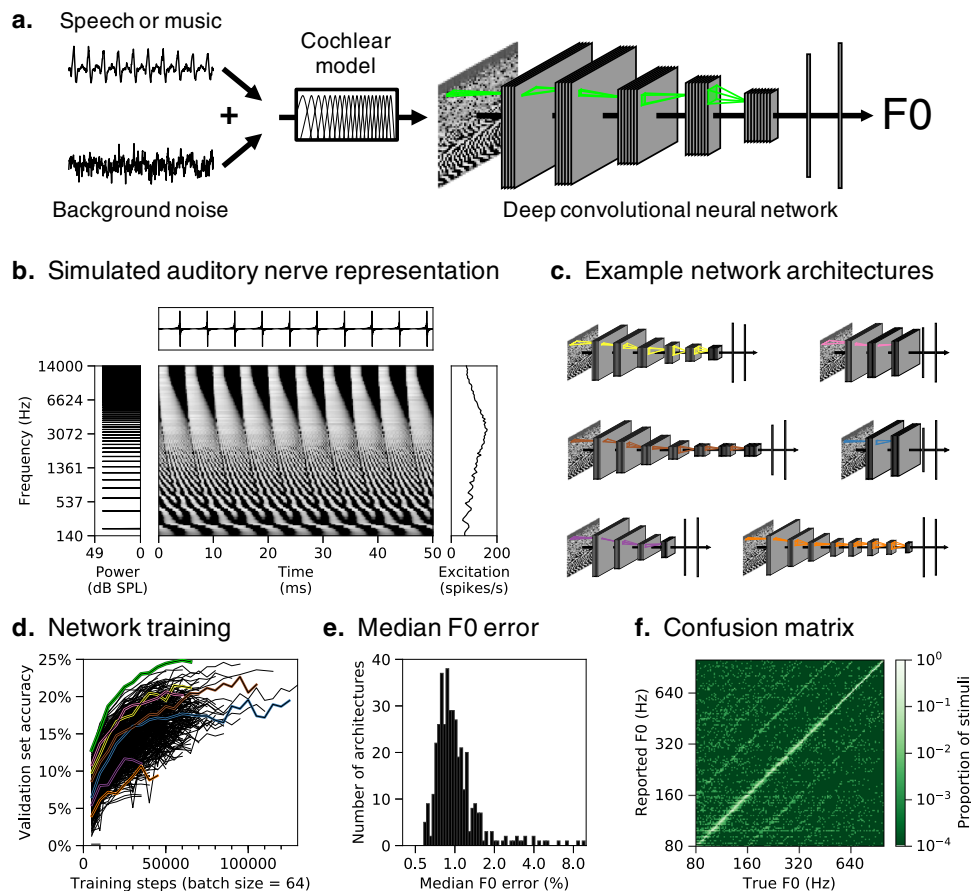 a.
Speech or music
+
Background noise
Cochlear
model
Deep convolutional neural network
F0
b. Simulated auditory nerve representation
14000
6624
3072
1361
537
140
Frequency (Hz)
49 0
Power
(dB SPL)
0 10 20 30 40 50
Time
(ms)
0 200
Excitation
(spikes/s)
c. Example network architectures
d. Network training
25%
20%
15%
10%
5%
0%
Validation set accuracy
0 50000 100000
Training steps (batch size = 64)
e. Median F0 error
40
30
20
10
0
Number of architectures
0.5 1.0 2.0 4.0 8.0
Median F0 error (%)
f. Confusion matrix
640
320
160
80
Reported F0 (Hz)
80 160 320 640
True F0 (Hz)
10^0
10^-1
10^-2
10^-3
10^-4
Proportion of stimuli